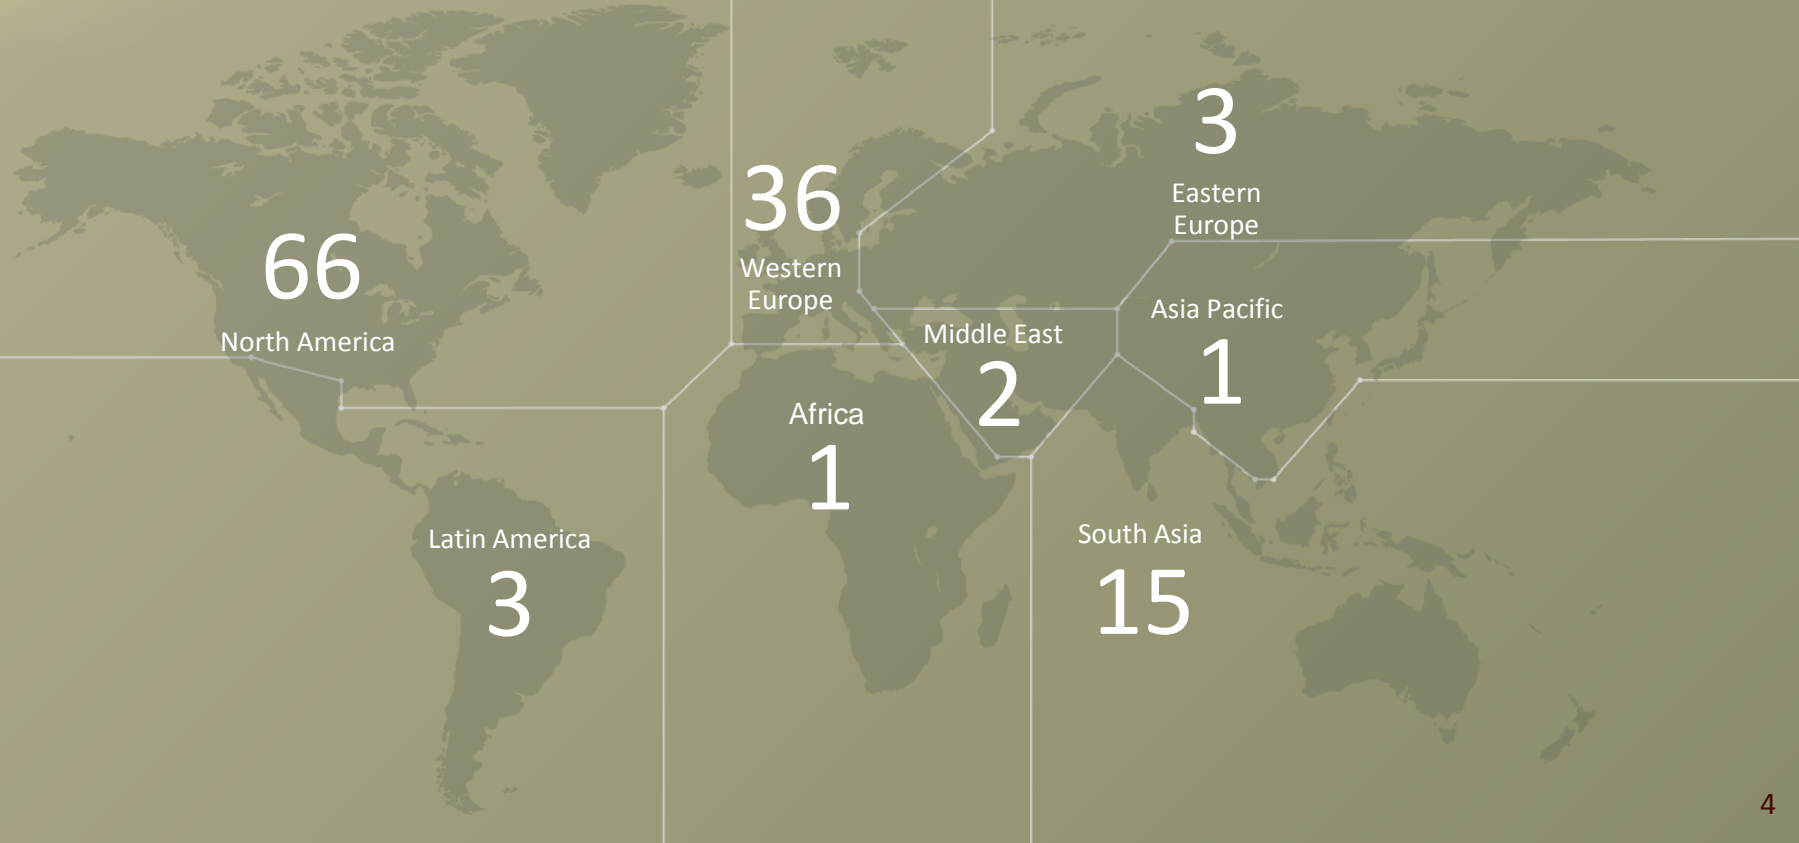 66
North America
36
Western
Europe
3
Eastern
Europe
Middle East
2
Asia Pacific
1
Africa
1
Latin America
3
South Asia
15
4